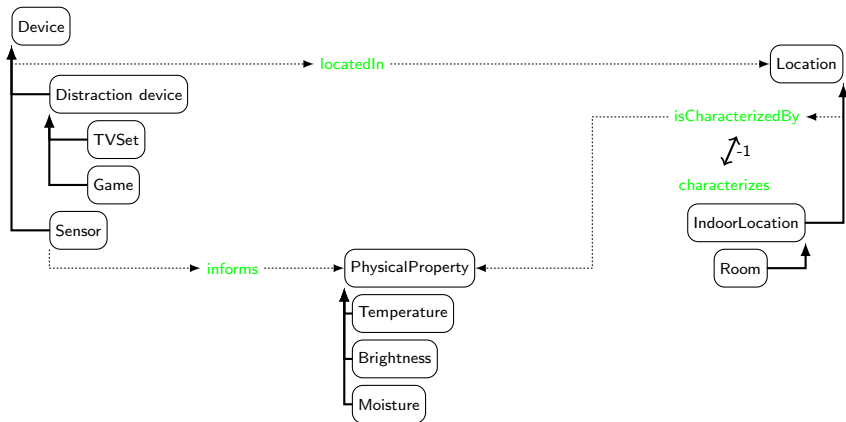 Device
locatedIn
Location
Distraction device
isCharacterizedBy
TVSet
-1
Game
characterizes
IndoorLocation
Sensor
informs
PhysicalProperty
Room
Temperature
Brightness
Moisture